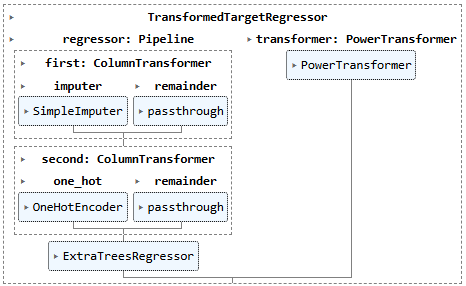 TransformedTargetRegressor
regressor: Pipeline
transformer: PowerTransformer
first: ColumnTransformer
PowerTransformer
imputer
remainder
SimpleImputer
passthrough
second: ColumnTransformer
one_hot
remainder
OneHotEncoder
passthrough
ExtraTreesRegressor